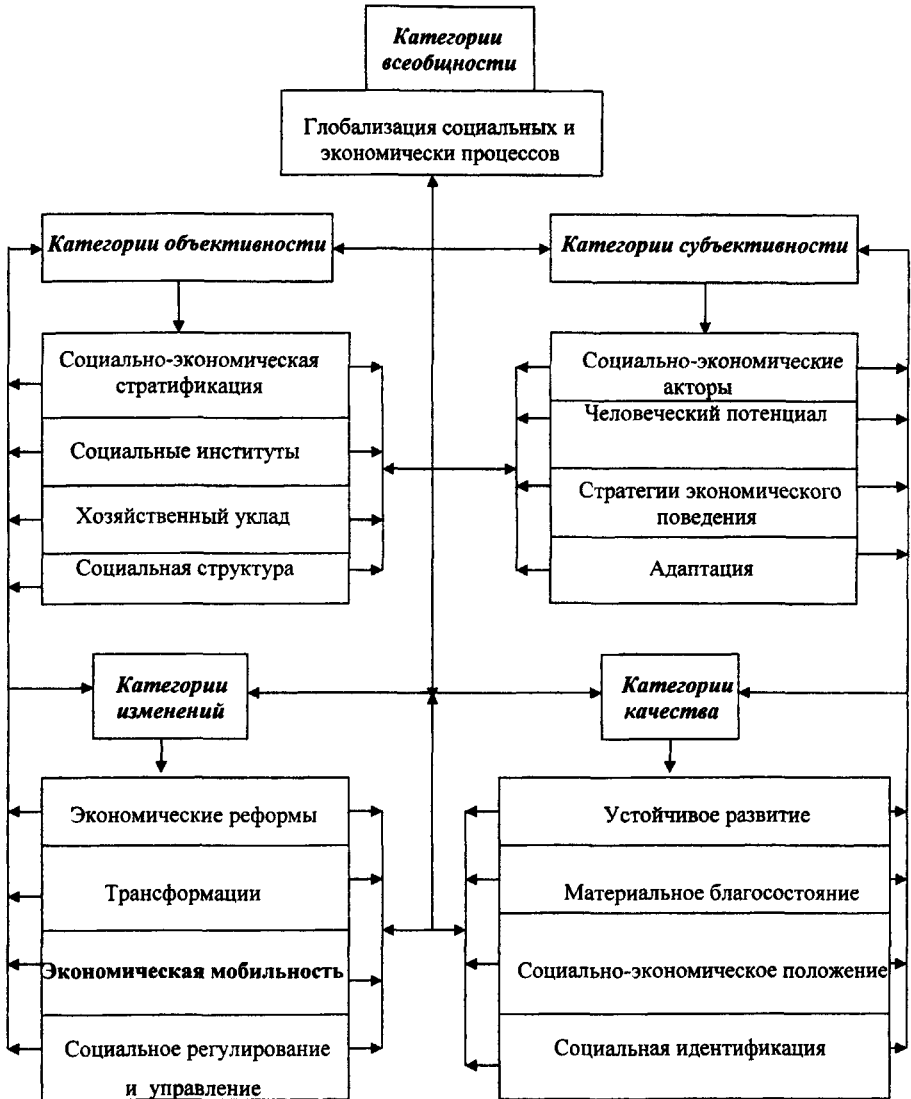 Категории
всеобщности
Глобализация социальных и
экономически процессов
Категории объективности
Категории субъективности
Социально-экономическая
стратификация
Социальные институты
Хозяйственный уклад
Социальная структура
Социально-экономические
акторы
Человеческий потенциал
Стратегии экономического
поведения
Адаптация
Категории
изменений
Категории
качества
Экономические реформы
Трансформации
Экономическая мобильность
Социальное регулирование
и управление
Устойчивое развитие
Материальное благосостояние
Социально-экономическое положение
Социальная идентификация